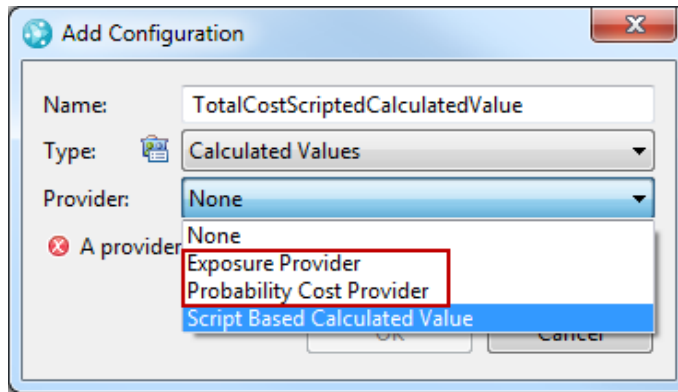 Add Configuration
Name: TotalCostScriptedCalculatedValue
Type: Calculated Values
Provider: None
A provider
None
Exposure Provider
Probability Cost Provider
Script Based Calculated Value
OK Cancel